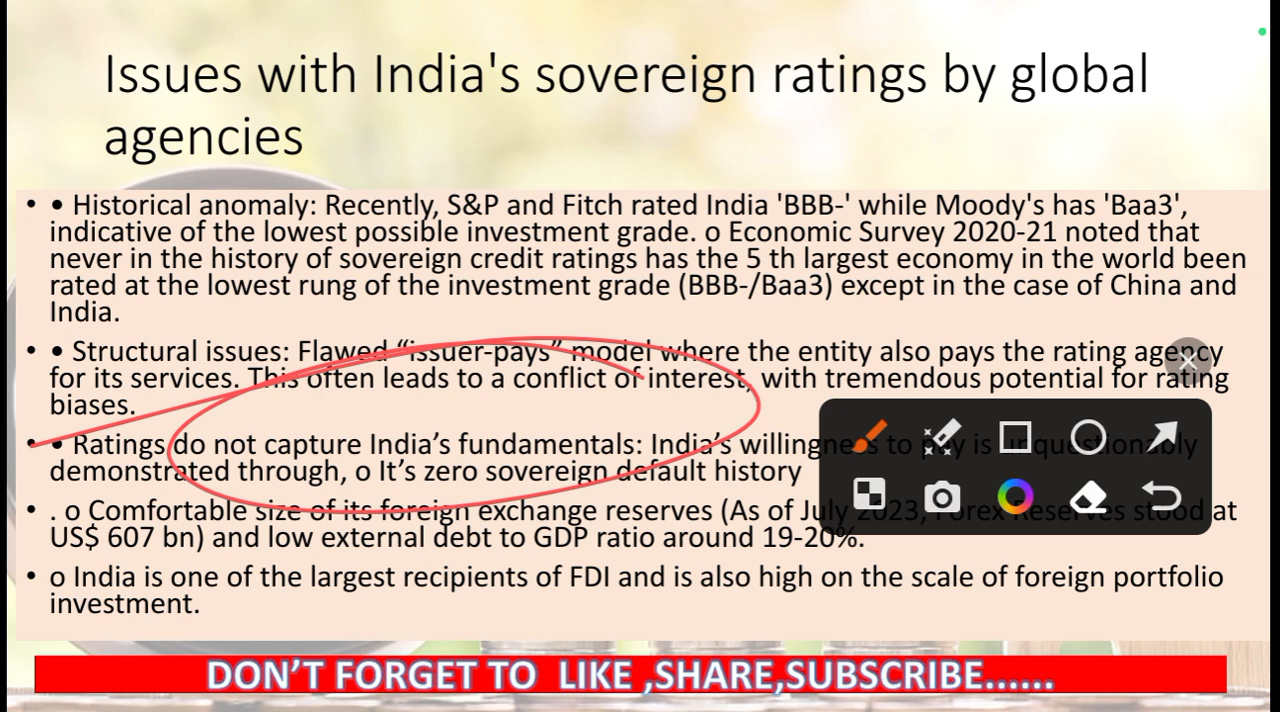 Issues with India's sovereign ratings by global
agencies
• • Historical anomaly: Recently, S&P and Fitch rated India 'BBB-' while Moody's has 'Baa3',
indicative of the lowest possible investment grade. o Economic Survey 2020-21 noted that
never in the history of sovereign credit ratings has the 5 th largest economy in the world been
rated at the lowest rung of the investment grade (BBB-/Baa3) except in the case of China and
India.
• • Structural issues: Flawed “issuer-pays” model where the entity also pays the rating agency
for its services. This often leads to a conflict of interest, with tremendous potential for rating
biases.
• • Ratings do not capture India’s fundamentals: India’s willingness to pay is unquestionably
demonstrated through, o It’s zero sovereign default history
• . o Comfortable size of its foreign exchange reserves (As of July 2023, Forex Reserves stood at
US$ 607 bn) and low external debt to GDP ratio around 19-20%.
• o India is one of the largest recipients of FDI and is also high on the scale of foreign portfolio
investment.
DON’T FORGET TO LIKE ,SHARE,SUBSCRIBE......